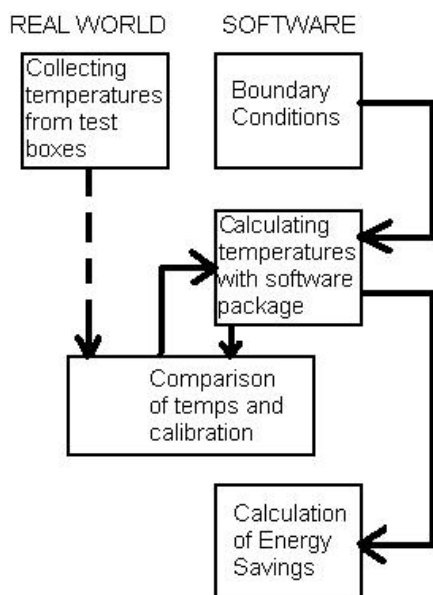 REAL WORLD
SOFTWARE
Collecting
temperatures
from test
boxes
Boundary
Conditions
Calculating
temperatures
with software
package
Comparison
of temps and
calibration
Calculation
of Energy
Savings